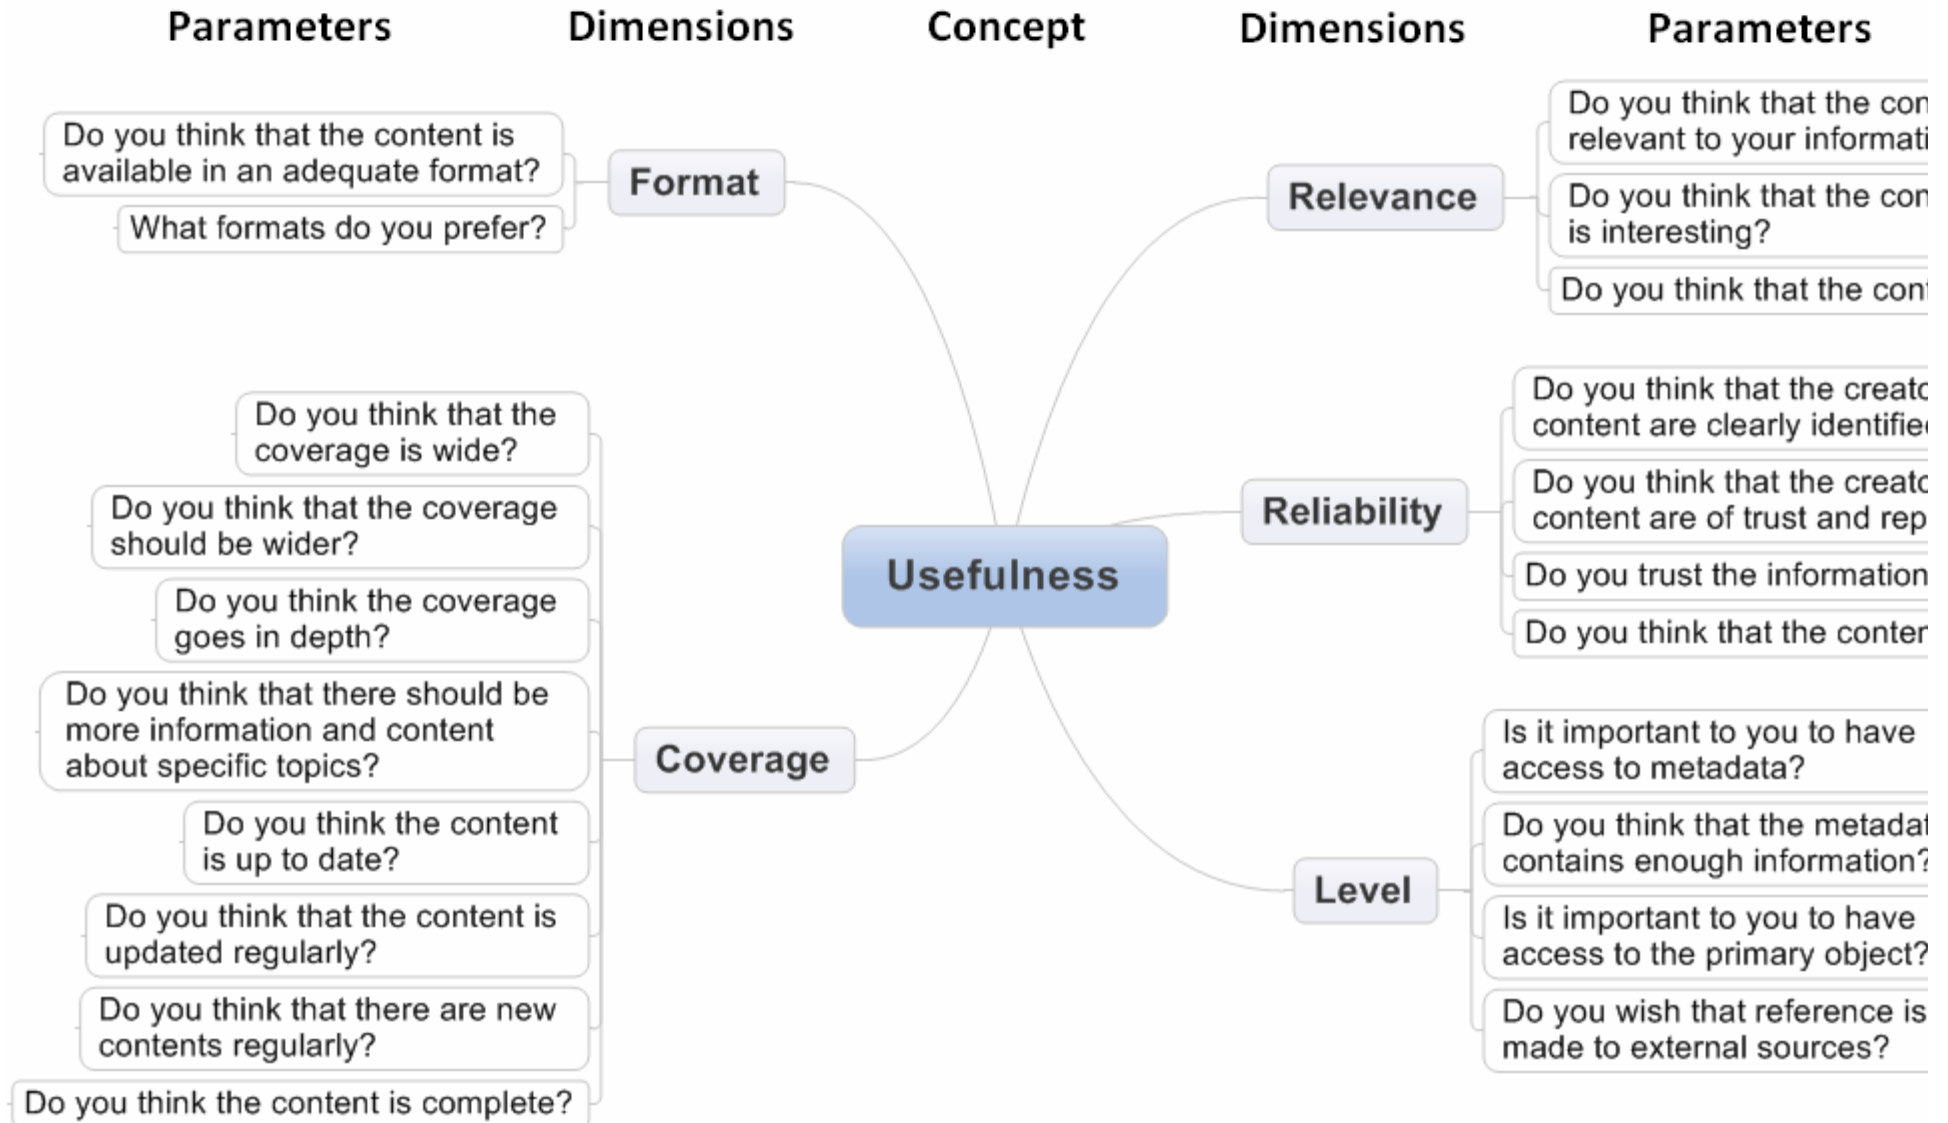 Parameters
Dimensions
Concept
Dimensions
Parameters
Do you think that the content is
available in an adequate format?
What formats do you prefer?
Format
Do you think that the
coverage is wide?
Do you think that the coverage
should be wider?
Do you think the coverage
goes in depth?
Do you think that there should be
more information and content
about specific topics?
Do you think the content
is up to date?
Do you think that the content is
updated regularly?
Do you think that there are new
contents regularly?
Do you think the content is complete?
Coverage
Usefulness
Relevance
Do you think that the
relevant to your
Do you think that the
is interesting?
Do you think that the
Reliability
Do you think that the
content are clearly
Do you think that the
content are of trust and
Do you trust the information
Do you think that the
Level
Is it important to you to have
access to metadata?
Do you think that the
contains enough information?
Is it important to you to have
access to the primary object?
Do you wish that reference is
made to external sources?